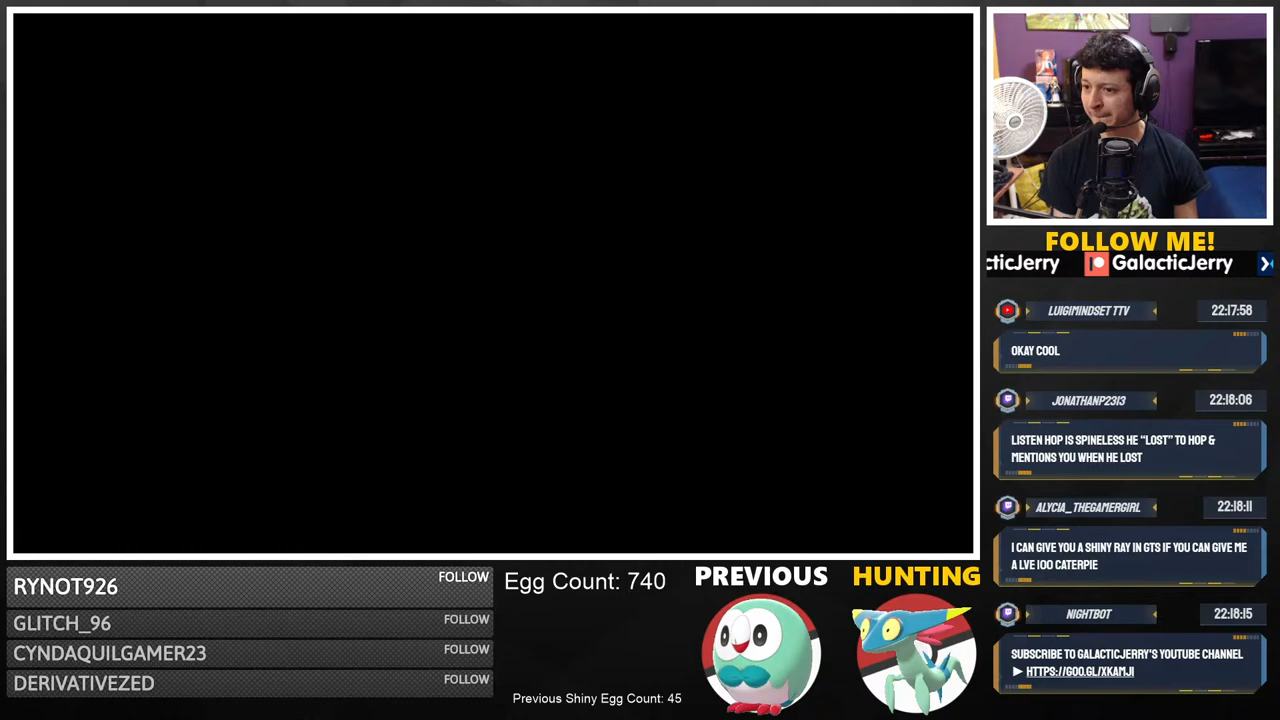 FOLLOW ME!
cticJerry GalacticJerry
LUIGIMINDSET TTV 22:17:58
OKAY COOL
JONATHANP2313 22:18:06
LISTEN HOP IS SPINELESS HE “LOST” TO HOP &
MENTIONS YOU WHEN HE LOST
ALYCIA_THEGAMERGIRL 22:18:11
I CAN GIVE YOU A SHINY RAY IN GTS IF YOU CAN GIVE ME
A LVE 100 CATERPIE
NIGHTBOT 22:18:15
SUBSCRIBE TO GALACTICJERRY'S YOUTUBE CHANNEL
▶ HTTPS://GOO.GL/XKAMJI
RYNOT926 FOLLOW
GLITCH_96 FOLLOW
CYNDAQUILGAMER23 FOLLOW
DERIVATIVEZED FOLLOW
Egg Count: 740
PREVIOUS HUNTING
Previous Shiny Egg Count: 45